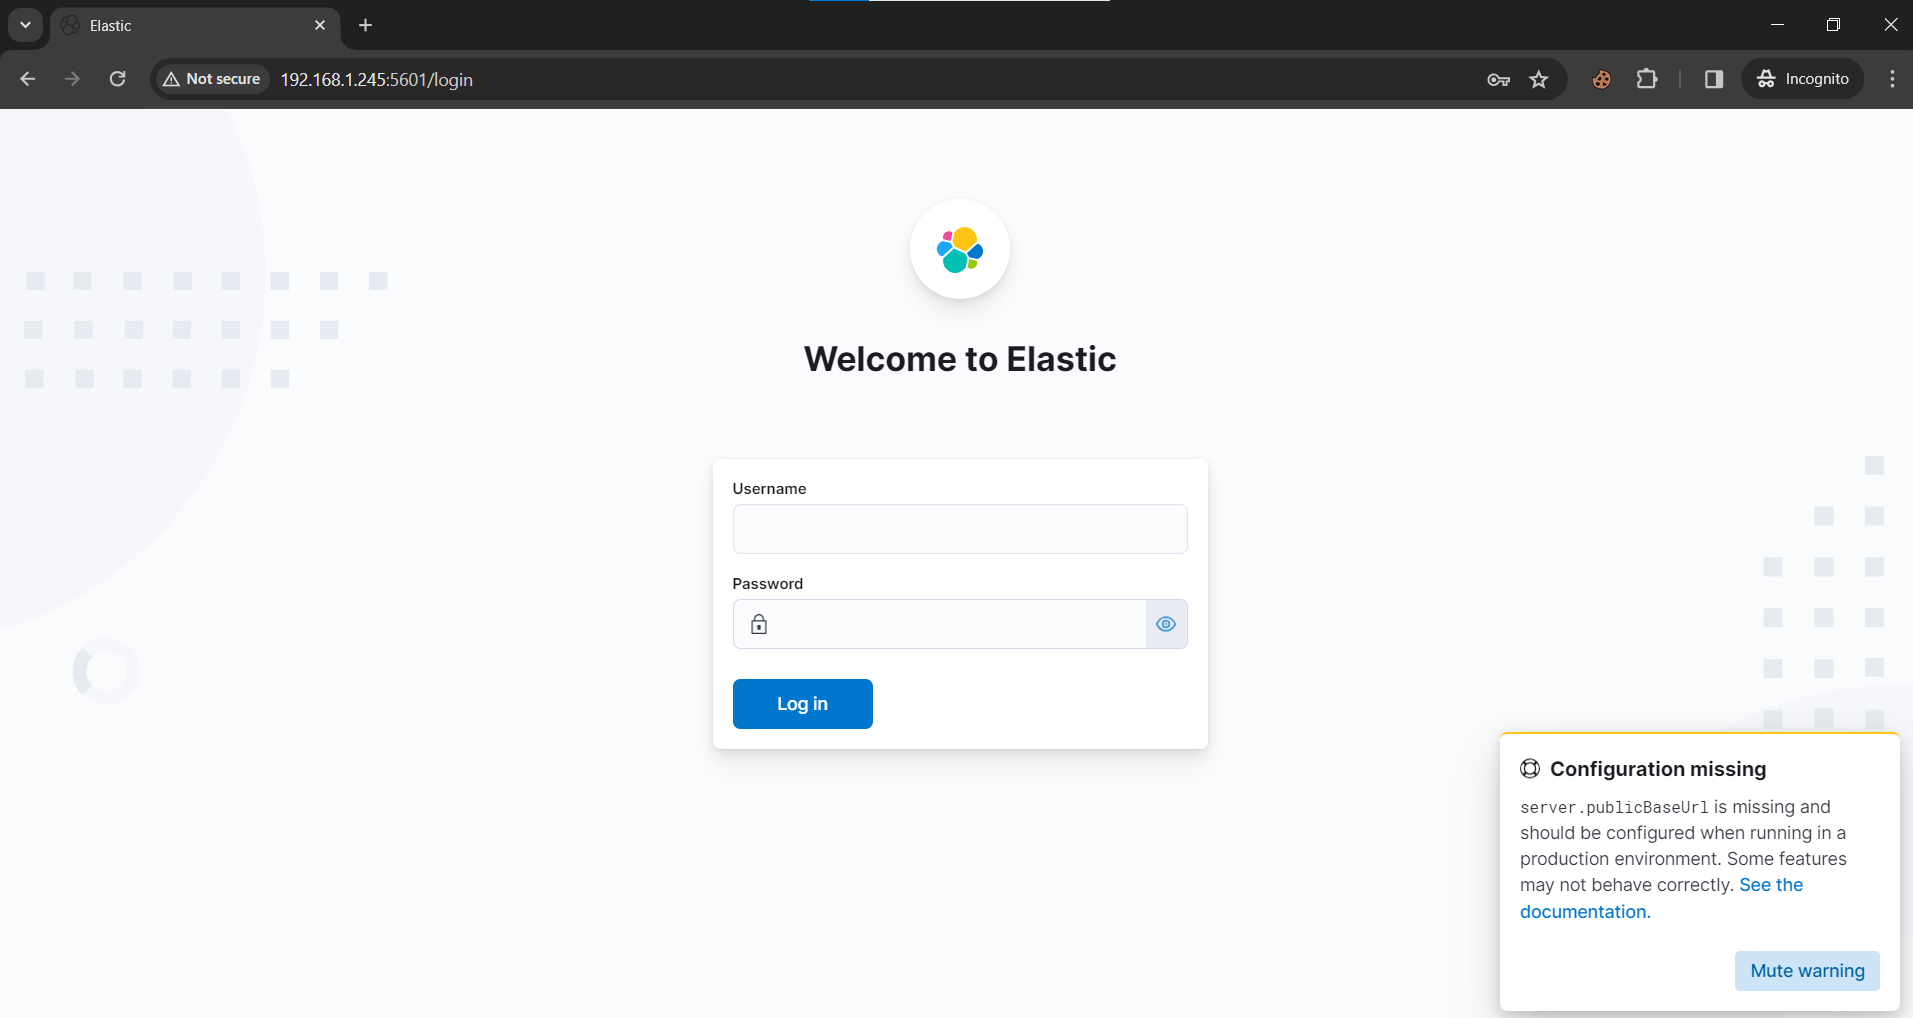 Elastic
Not secure
192.168.1.245:5601/login
Incognito
Welcome to Elastic
Username
Password
Log in
Configuration missing
server.publicBaseUrl is missing and
should be configured when running in a
production environment. Some features
may not behave correctly. See the
documentation.
Mute warning